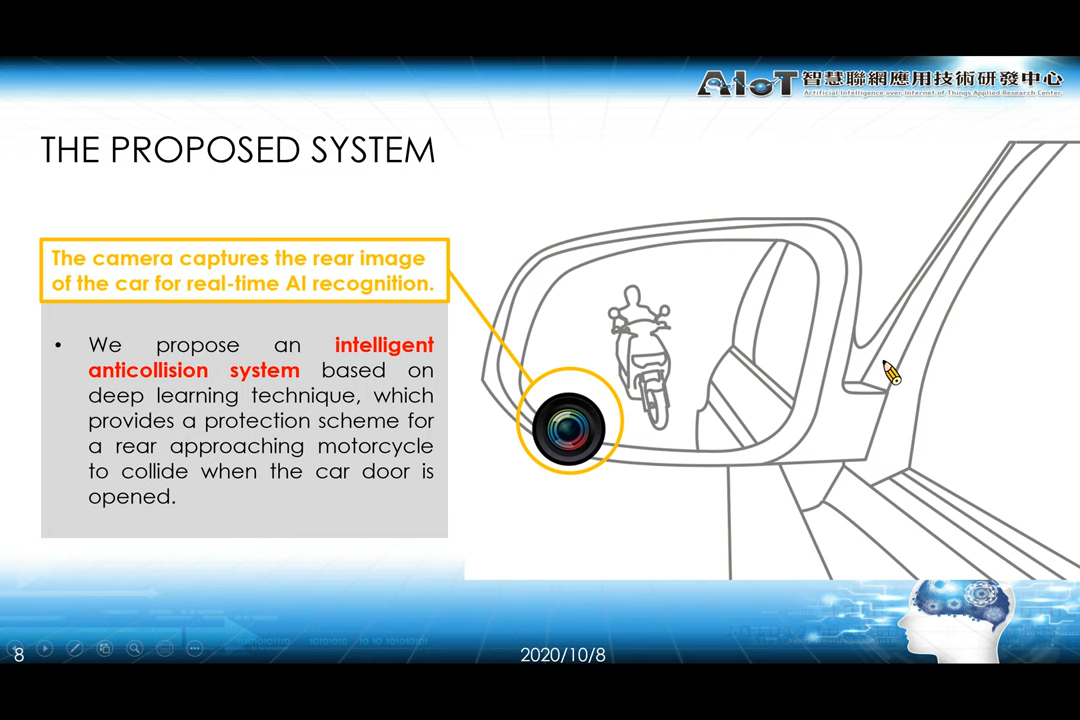 AIoT 智慧聯網應用技術研發中心
Artificial Intelligence over Internet of Things Applied Research Center.
THE PROPOSED SYSTEM
The camera captures the rear image
of the car for real-time AI recognition.
• We propose an intelligent
anticollision system based on
deep learning technique, which
provides a protection scheme for
a rear approaching motorcycle
to collide when the car door is
opened.
8
2020/10/8